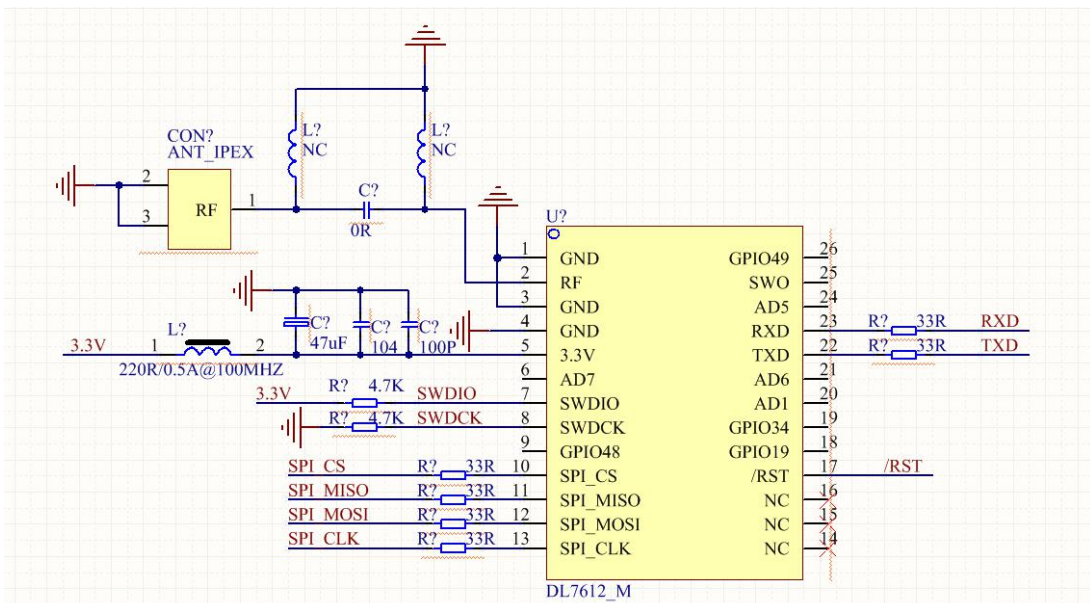 L?
NC
L?
NC
CON?
ANT_IPEX
2
3
RF
1
C?
0R
U?
1 GND
2 RF
3 GND
4 GND
5 3.3V
6 AD7
7 SWDIO
8 SWDCK
9 GPIO48
10 SPI_CS
11 SPI_MISO
12 SPI_MOSI
13 SPI_CLK
GPIO49 26
SWO 25
AD5 24
RXD 23
TXD 22
AD6 21
AD1 20
GPIO34 19
GPIO19 18
/RST 17
NC 16
NC 15
NC 14
DL7612_M
R? 33R RXD
R? 33R TXD
/RST
C?
47uF
C?
104
C?
100P
L?
3.3V 1 2
220R/0.5A@100MHZ
3.3V R? 4.7K SWDIO
R? 4.7K SWDCK
SPI_CS R? 33R
SPI_MISO R? 33R
SPI_MOSI R? 33R
SPI_CLK R? 33R